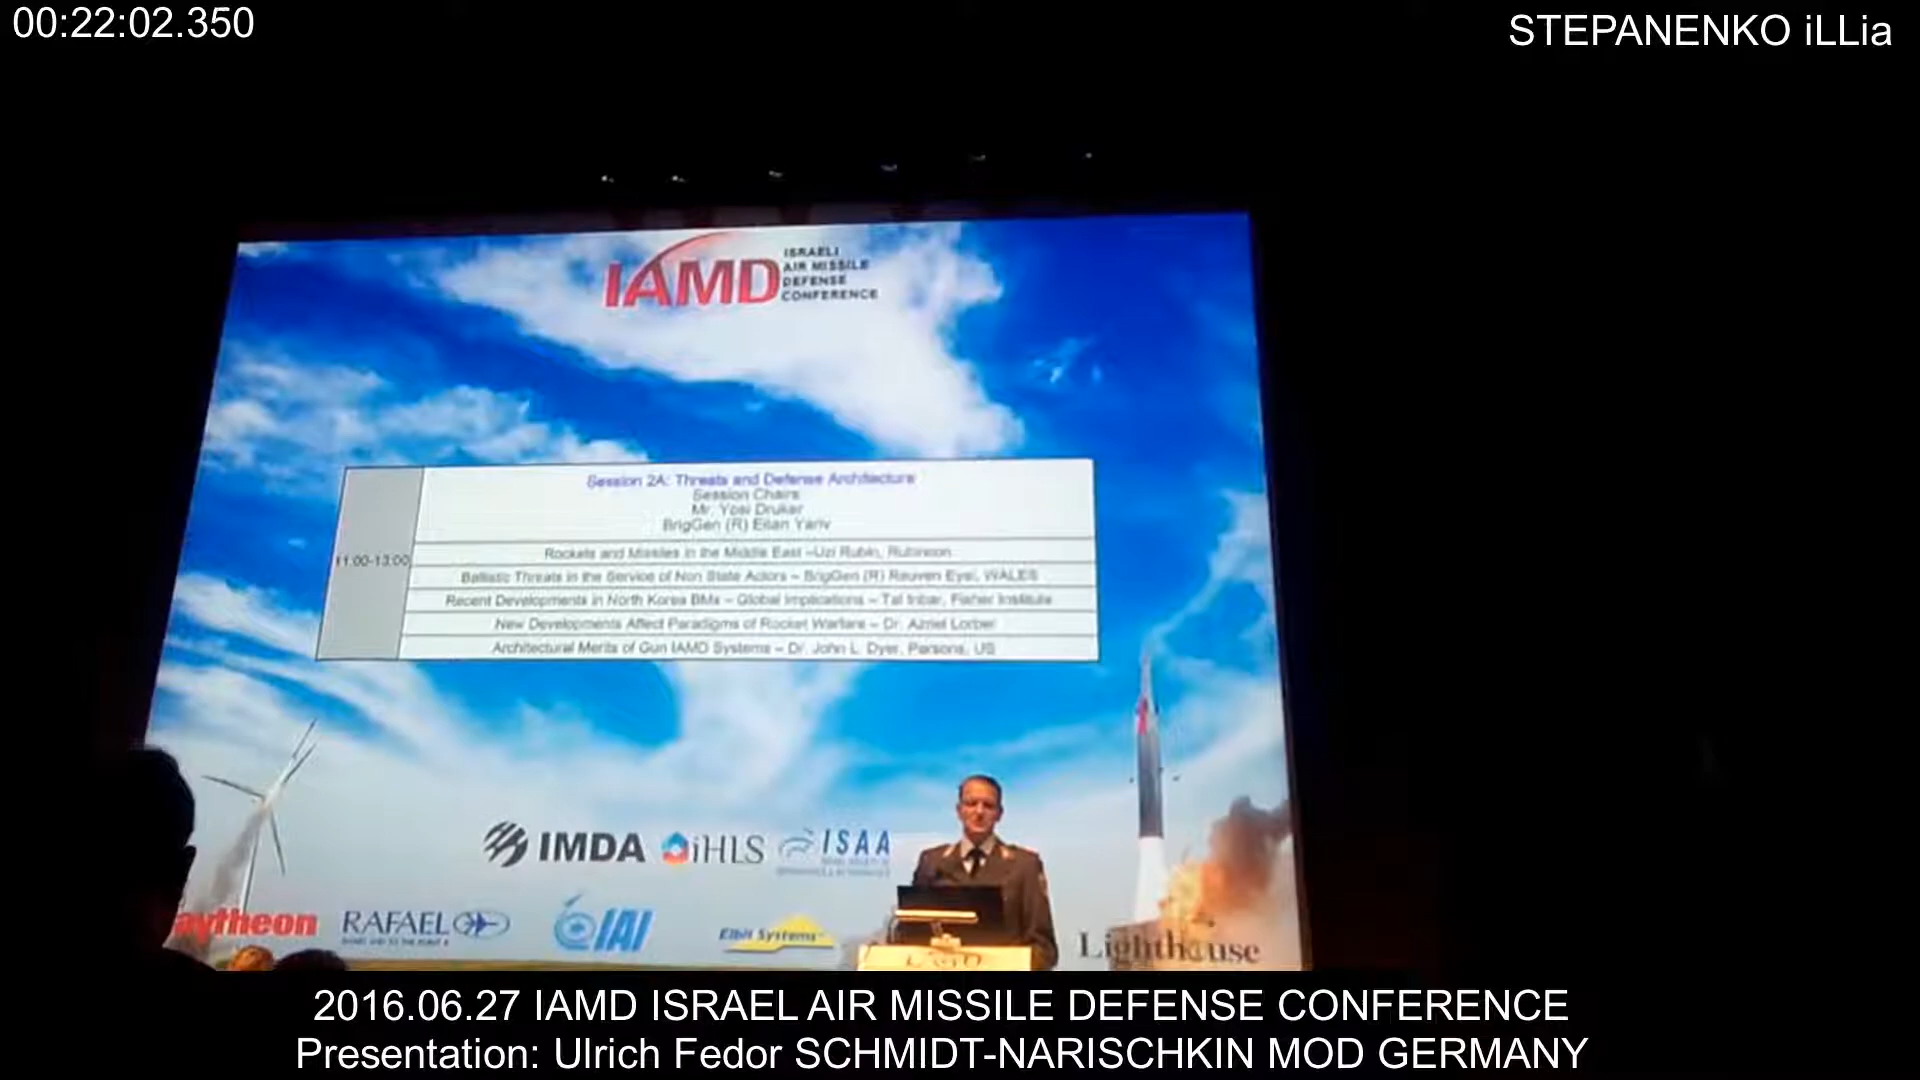 00:22:02.350
STEPANENKO iLLia
IAMD
ISRAELI
AIR MISSILE
DEFENSE
CONFERENCE
Session 2A: Threats and Defense Architecture
Session Chairs
Mr. Yosi Druker
BrigGen (R) Eitan Yariv
11:00-13:00
Rockets and Missiles in the Middle East –Uzi Rubin, Rubincon
Ballistic Threats in the Service of Non State Actors – BrigGen (R) Reuven Eyal, WALES
Recent Developments in North Korea BMs – Global Implications – Tal Inbar, Fisher Institute
New Developments Affect Paradigms of Rocket Warfare – Dr. Azriel Lorber
Architectural Merits of Gun IAMD Systems – Dr. John L. Dyer, Parsons, US
IMDA iHLS ISAA
aytheon RAFAEL IAI Elbit Systems Lighthouse
2016.06.27 IAMD ISRAEL AIR MISSILE DEFENSE CONFERENCE
Presentation: Ulrich Fedor SCHMIDT-NARISCHKIN MOD GERMANY